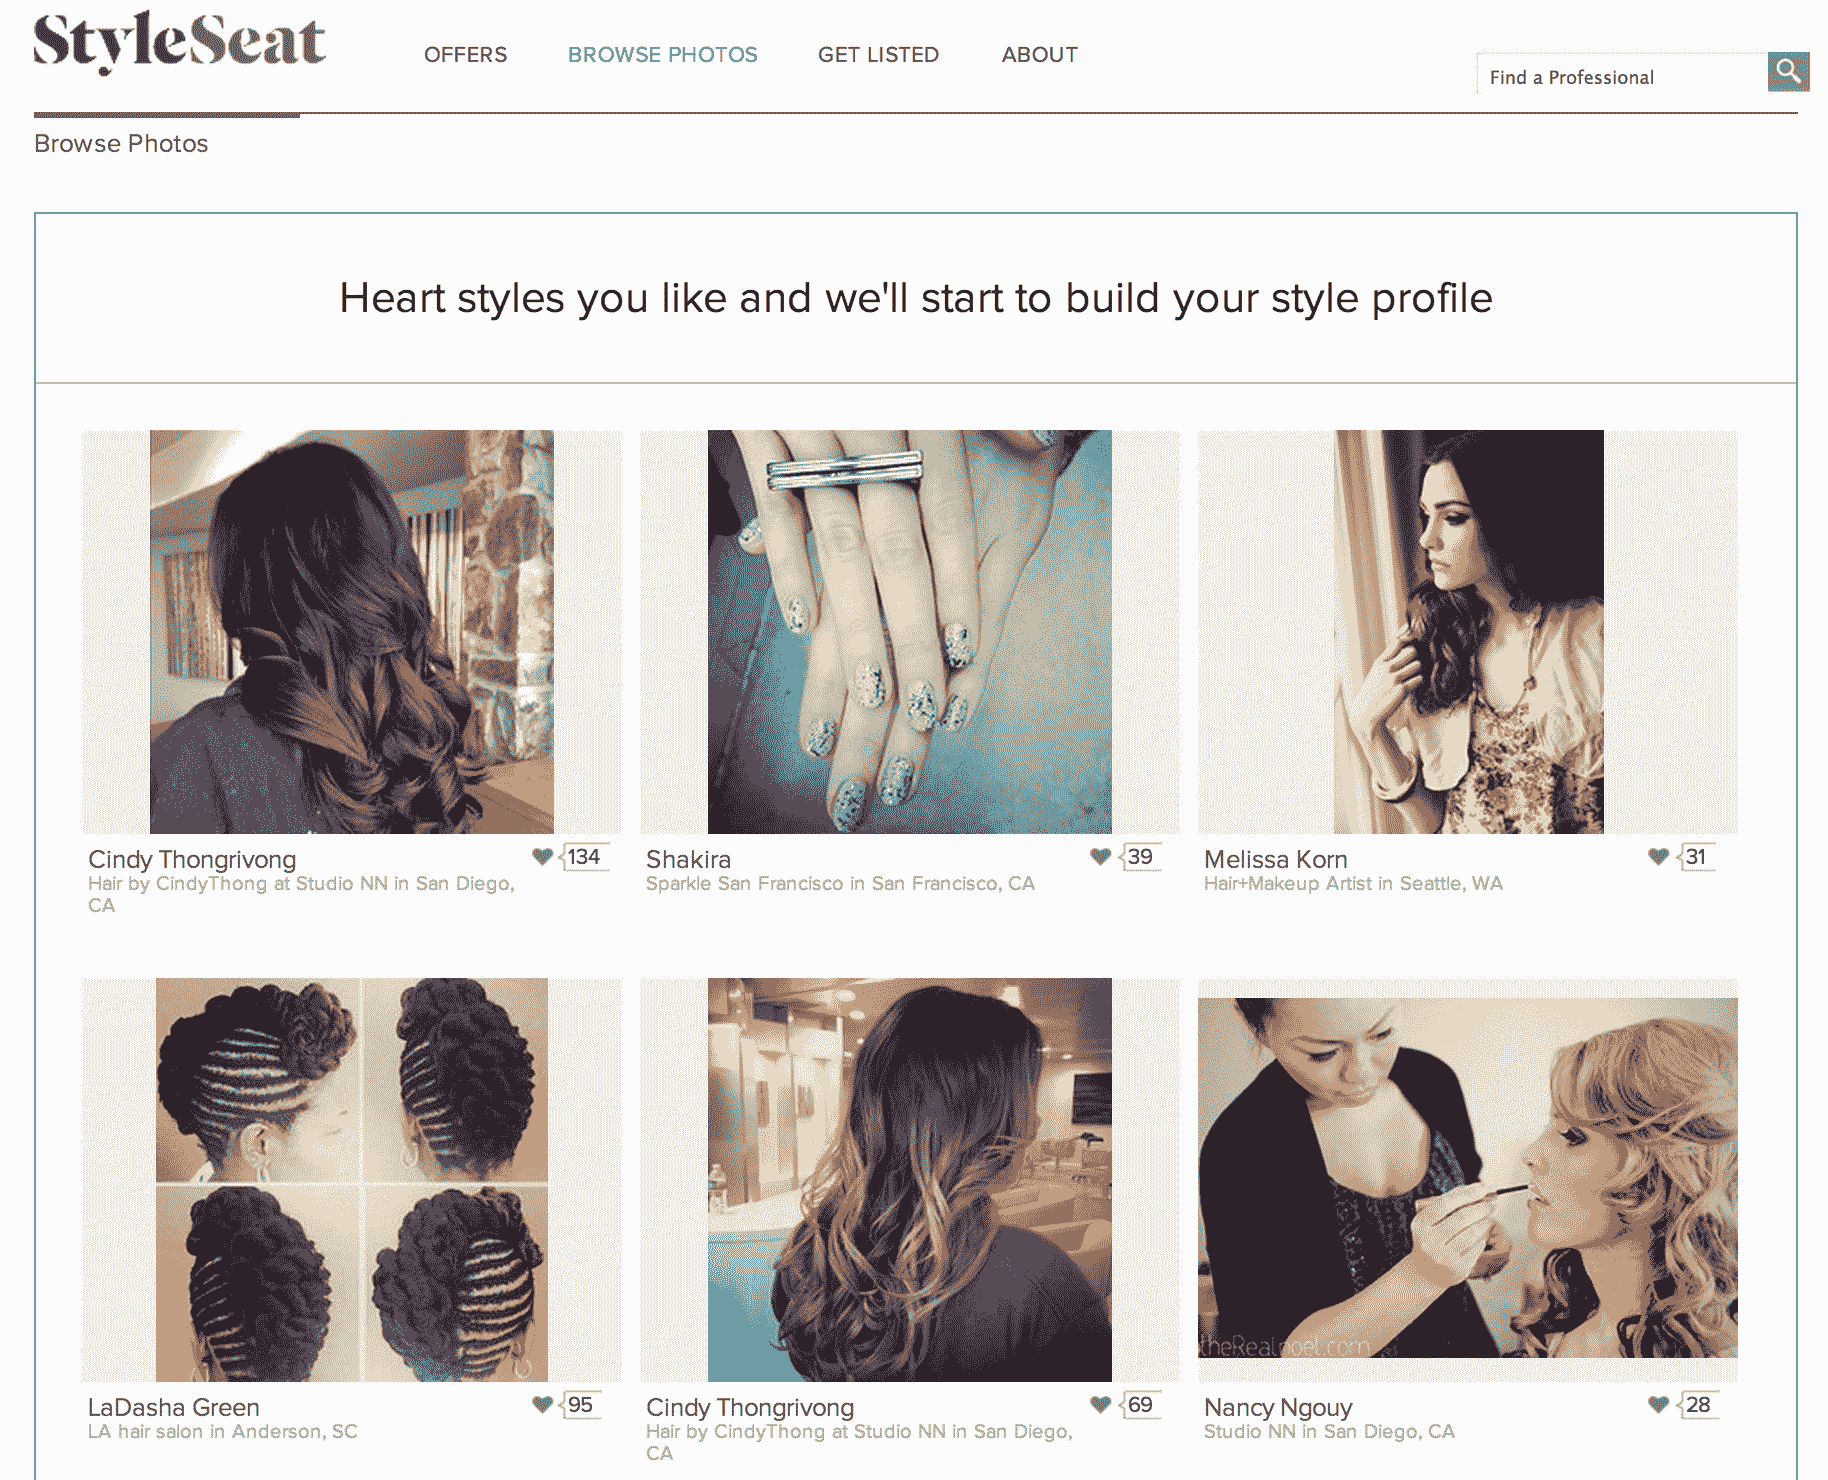 StyleSeat
OFFERS
BROWSE PHOTOS
GET LISTED
ABOUT
Find a Professional
Browse Photos
Heart styles you like and we'll start to build your style profile
Cindy Thongrivong
134
Hair by CindyThong at Studio NN in San Diego,
CA
Shakira
39
Sparkle San Francisco in San Francisco, CA
Melissa Korn
31
Hair+Makeup Artist in Seattle, WA
theRealnoel.com
LaDasha Green
95
LA hair salon in Anderson, SC
Cindy Thongrivong
69
Hair by CindyThong at Studio NN in San Diego,
CA
Nancy Ngouy
28
Studio NN in San Diego, CA